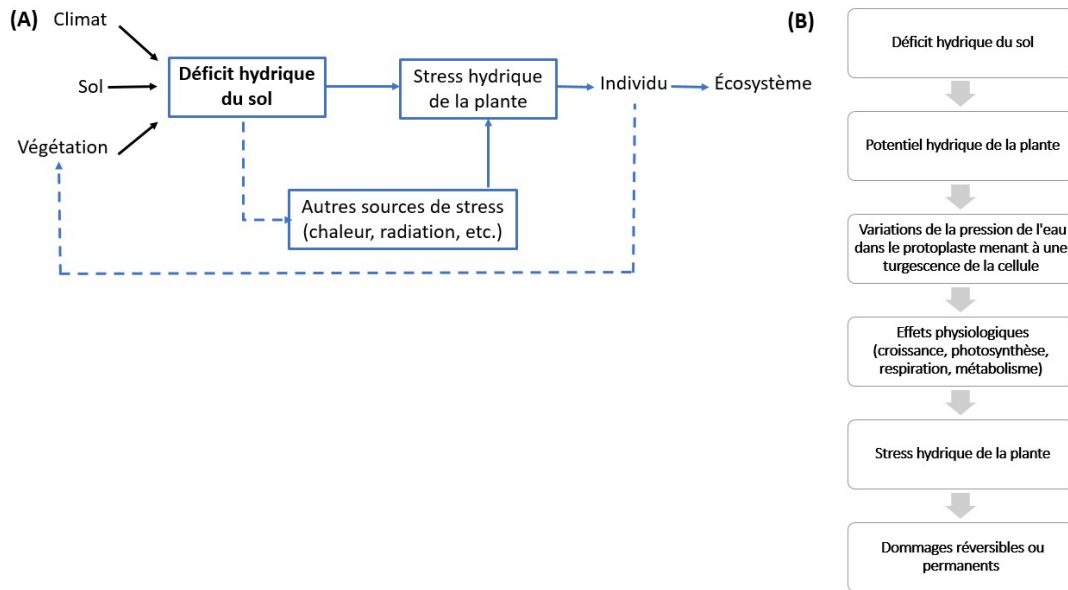 (A)
Climat
Sol
Végétation
Déficit hydrique
du sol
Stress hydrique
de la plante
Individu
Écosystème
Autres sources de stress
(chaleur, radiation, etc.)
(B)
Déficit hydrique du sol
Potentiel hydrique de la plante
Variations de la pression de l'eau
dans le protoplaste menant à une
turgescence de la cellule
Effets physiologiques
(croissance, photosynthèse,
respiration, métabolisme)
Stress hydrique de la plante
Dommages réversibles ou
permanents